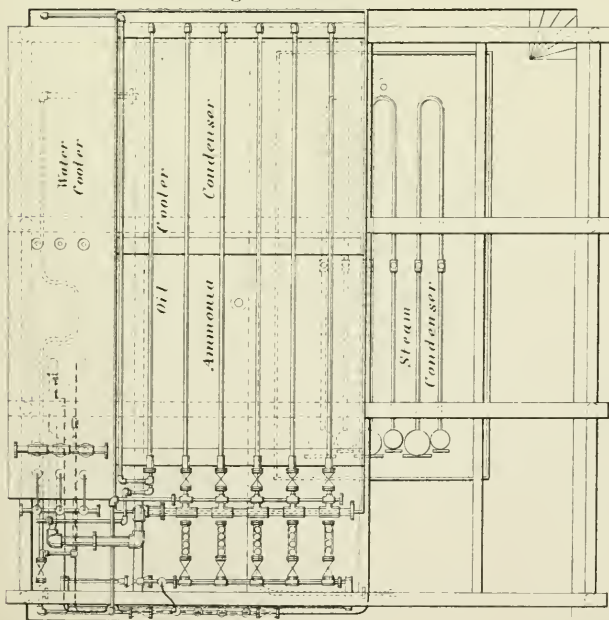 Water
Cooler
Oil Cooler
Ammonia Condenser
Steam
Condenser